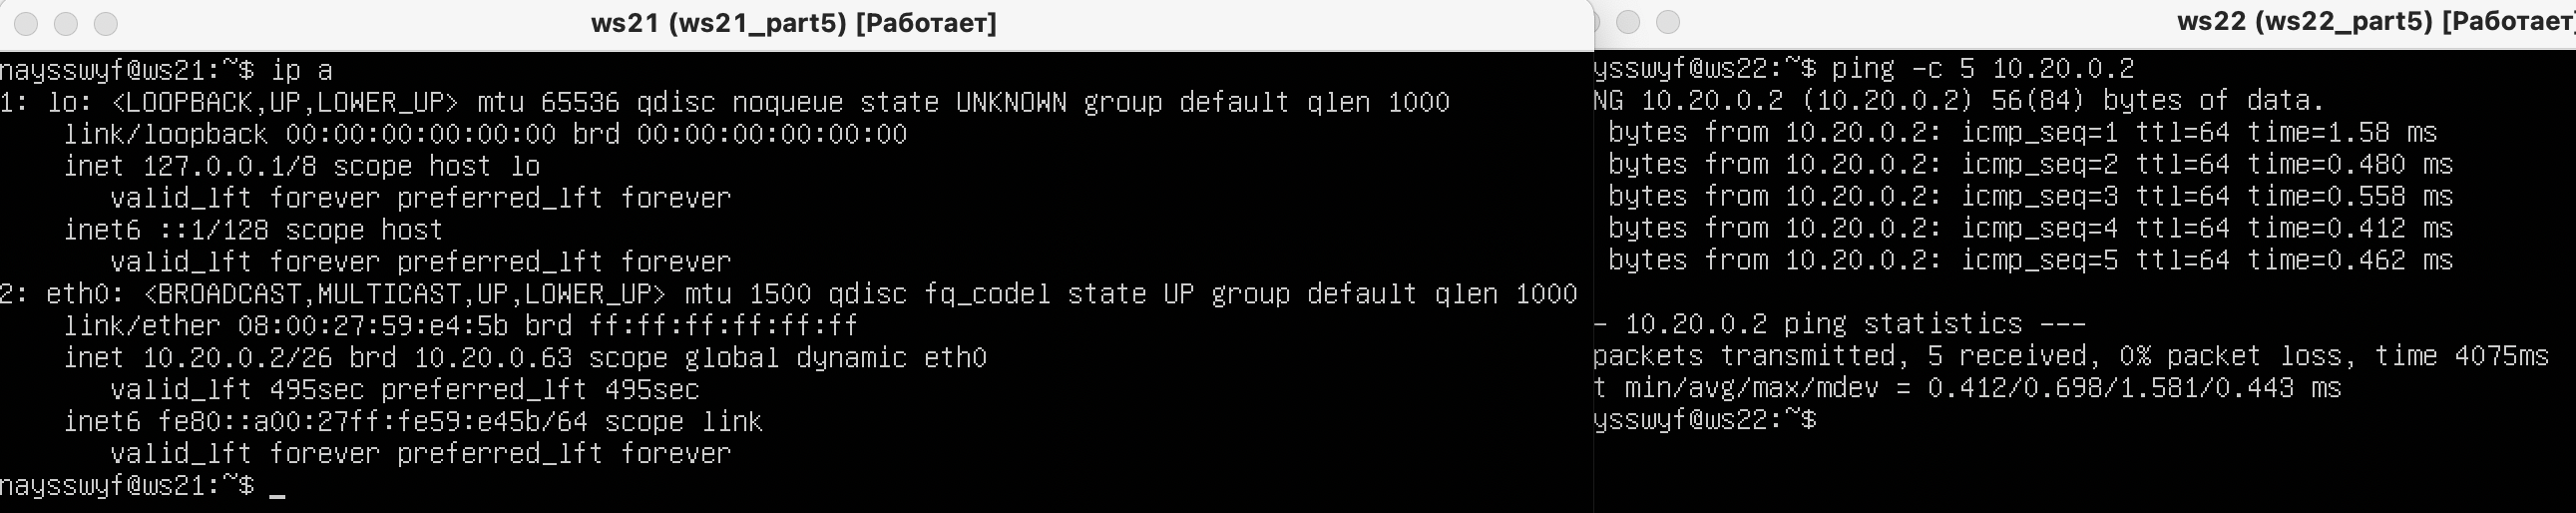 ws21 (ws21_part5) [Работает]
naysswyf@ws21:~$ ip a
1: lo: <LOOPBACK,UP,LOWER_UP> mtu 65536 qdisc noqueue state UNKNOWN group default qlen 1000
link/loopback 00:00:00:00:00:00 brd 00:00:00:00:00:00
inet 127.0.0.1/8 scope host lo
valid_lft forever preferred_lft forever
inet6 ::1/128 scope host
valid_lft forever preferred_lft forever
2: eth0: <BROADCAST,MULTICAST,UP,LOWER_UP> mtu 1500 qdisc fq_codel state UP group default qlen 1000
link/ether 08:00:27:59:e4:5b brd ff:ff:ff:ff:ff:ff
inet 10.20.0.2/26 brd 10.20.0.63 scope global dynamic eth0
valid_lft 495sec preferred_lft 495sec
inet6 fe80::a00:27ff:fe59:e45b/64 scope link
valid_lft forever preferred_lft forever
naysswyf@ws21:~$ _
ws22 (ws22_part5) [Работает]
ysswyf@ws22:~$ ping -c 5 10.20.0.2
NG 10.20.0.2 (10.20.0.2) 56(84) bytes of data.
bytes from 10.20.0.2: icmp_seq=1 ttl=64 time=1.58 ms
bytes from 10.20.0.2: icmp_seq=2 ttl=64 time=0.480 ms
bytes from 10.20.0.2: icmp_seq=3 ttl=64 time=0.558 ms
bytes from 10.20.0.2: icmp_seq=4 ttl=64 time=0.412 ms
bytes from 10.20.0.2: icmp_seq=5 ttl=64 time=0.462 ms
- 10.20.0.2 ping statistics ---
packets transmitted, 5 received, 0% packet loss, time 4075ms
t min/avg/max/mdev = 0.412/0.698/1.581/0.443 ms
ysswyf@ws22:~$